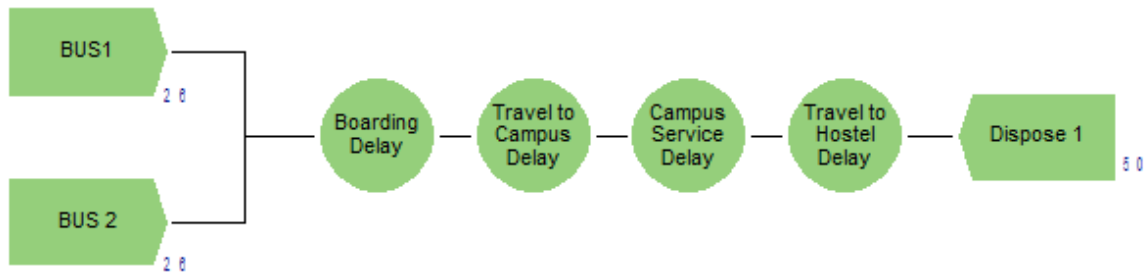 BUS1
2 6
BUS 2
2 6
Boarding
Delay
Travel to
Campus
Delay
Campus
Service
Delay
Travel to
Hostel
Delay
Dispose 1
5 0